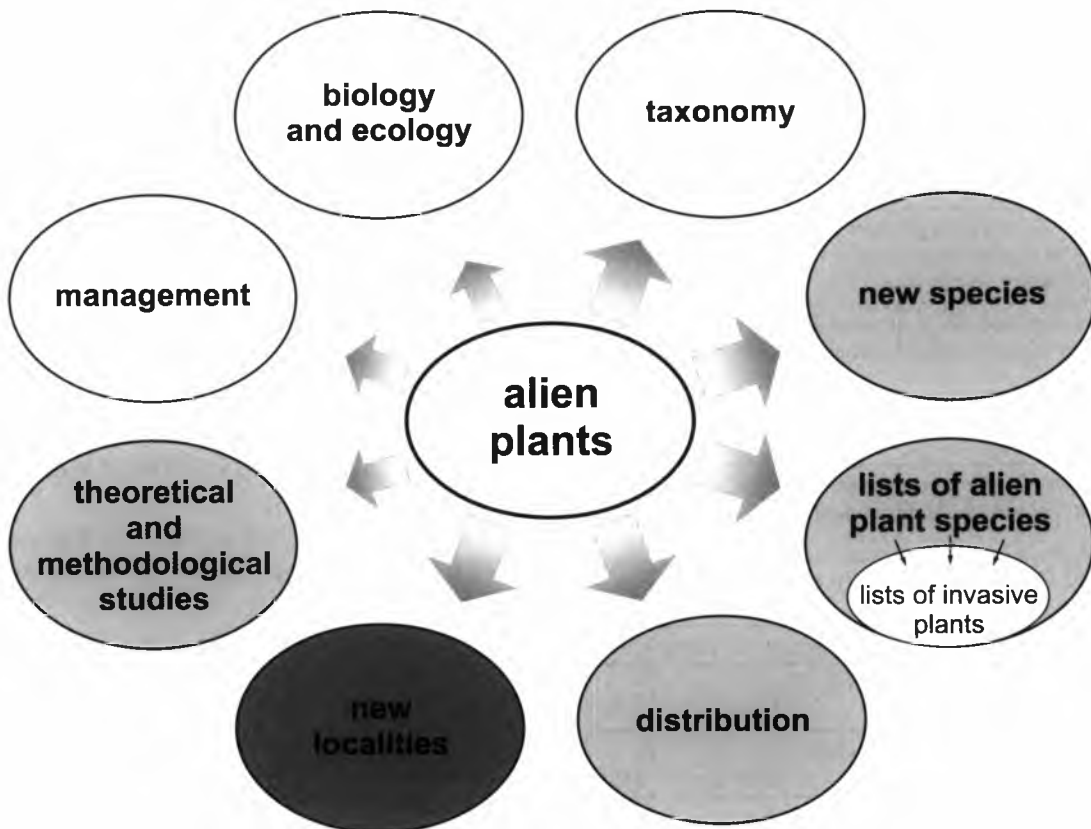 biology
and ecology
taxonomy
management
new species
alien
plants
theoretical
and
methodological
studies
lists of alien
plant species
lists of invasive
plants
new
localities
distribution